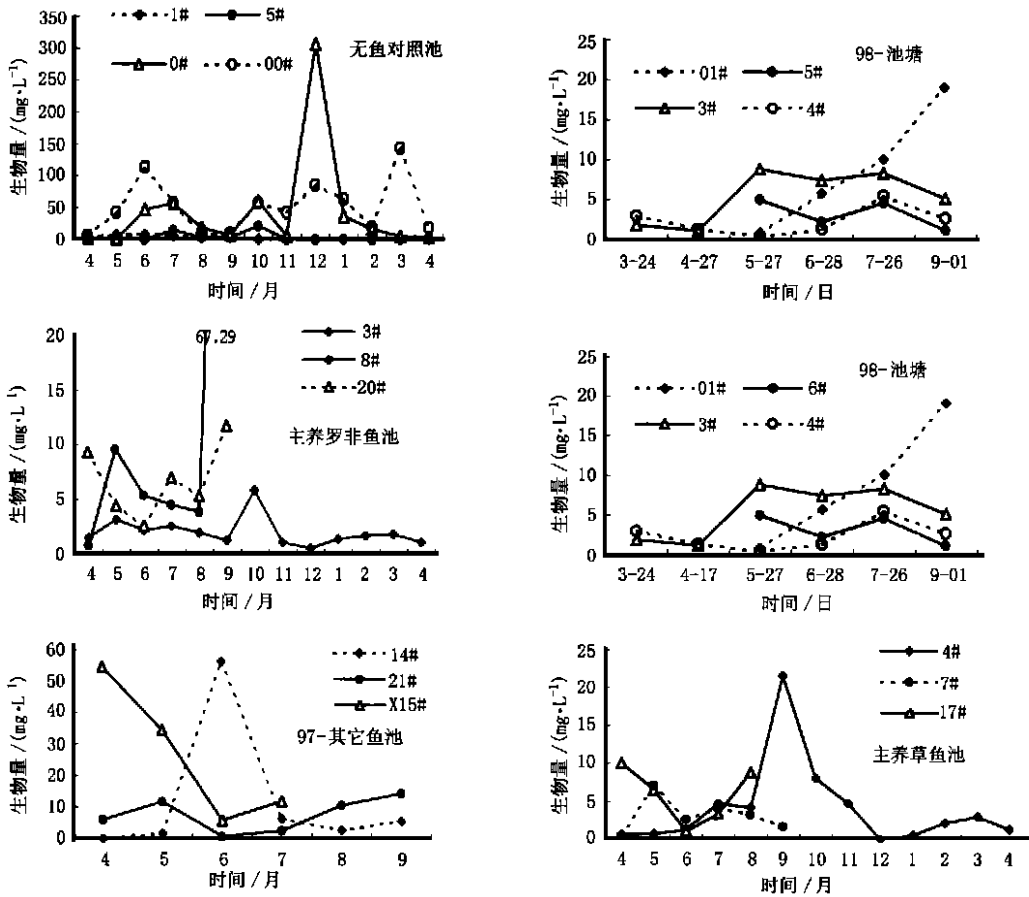 生物量/(mg·L⁻¹)
350
300
250
200
150
100
50
0
1# 5#
0# 00#
无鱼对照池
4 5 6 7 8 9 10 11 12 1 2 3 4
时间/月
生物量/(mg·L⁻¹)
25
20
15
10
5
0
98-池塘
01# 5#
3# 4#
3-24 4-27 5-27 6-28 7-26 9-01
时间/日
生物量/(mg·L⁻¹)
20
15
10
5
0
67.29
3#
8#
20#
主养罗非鱼池
4 5 6 7 8 9 10 11 12 1 2 3 4
时间/月
生物量/(mg·L⁻¹)
25
20
15
10
5
0
98-池塘
01# 6#
3# 4#
3-24 4-17 5-27 6-28 7-26 9-01
时间/日
生物量/(mg·L⁻¹)
60
50
40
30
20
10
0
14#
21#
X15#
97-其它鱼池
4 5 6 7 8 9
时间/月
生物量/(mg·L⁻¹)
25
20
15
10
5
0
4#
7#
17#
主养草鱼池
4 5 6 7 8 9 10 11 12 1 2 3 4
时间/月